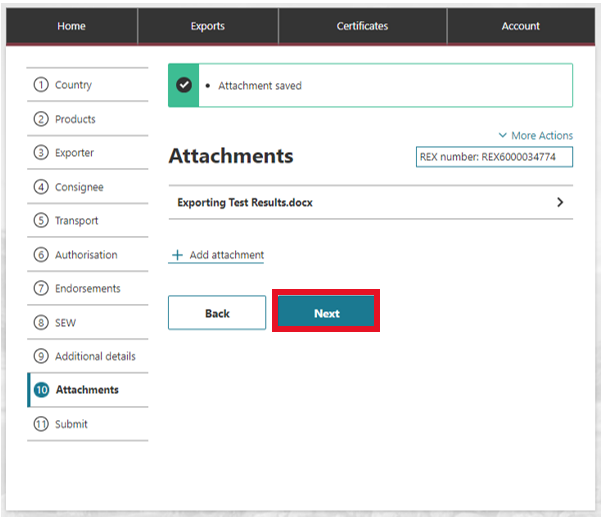 Home Exports Certificates Account
1 Country
2 Products
3 Exporter
4 Consignee
5 Transport
6 Authorisation
7 Endorsements
8 SEW
9 Additional details
10 Attachments
11 Submit
• Attachment saved
More Actions
Attachments
REX number: REX6000034774
Exporting Test Results.docx
+ Add attachment
Back Next